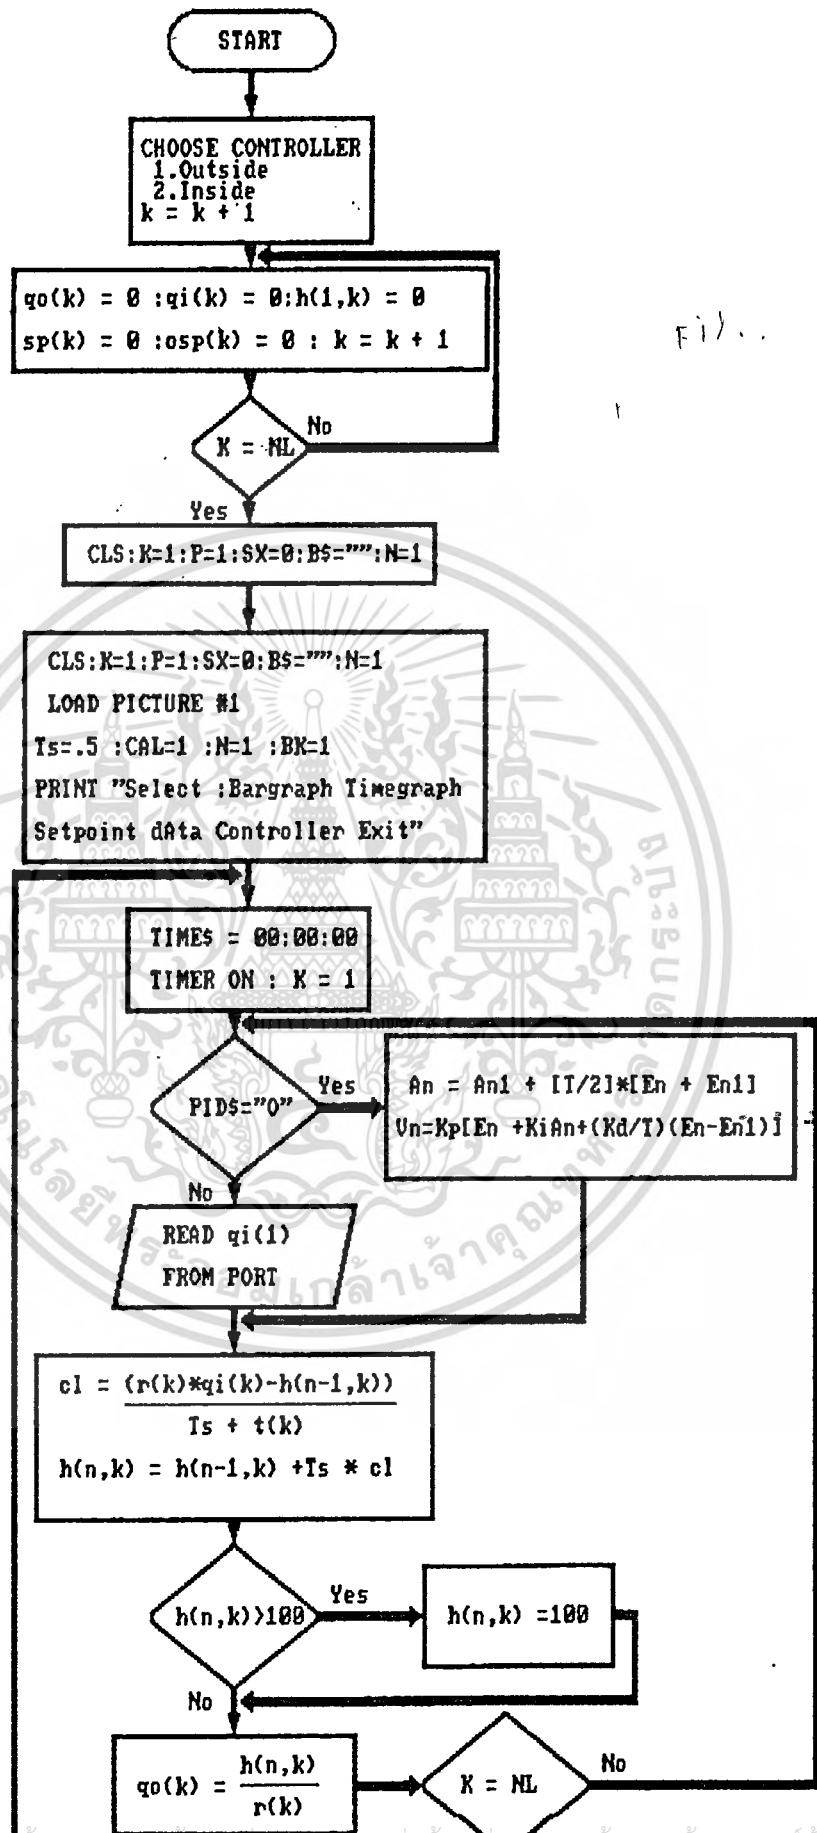 START
CHOOSE CONTROLLER
1.Outside
2.Inside
k = k + 1
qo(k) = 0 :qi(k) = 0:h(1,k) = 0
sp(k) = 0 :osp(k) = 0 : k = k + 1
K = NL
No
Yes
CLS:K=1:P=1:SX=0:B$="":N=1
CLS:K=1:P=1:SX=0:B$="":N=1
LOAD PICTURE #1
Ts=.5 :CAL=1 :N=1 :BK=1
PRINT "Select :Bargraph Timegraph
Setpoint dAta Controller Exit"
TIME$ = 00:00:00
TIMER ON : K = 1
PID$="0"
Yes
An = An1 + [T/2]*[En + En1]
Vn=Kp[En +KiAn+(Kd/T)(En-En1)]
No
READ qi(1)
FROM PORT
cl = (r(k)*qi(k)-h(n-1,k))
Ts + t(k)
h(n,k) = h(n-1,k) +Ts * cl
h(n,k)>100
Yes
h(n,k) =100
No
qo(k) = h(n,k)
r(k)
K = NL
No